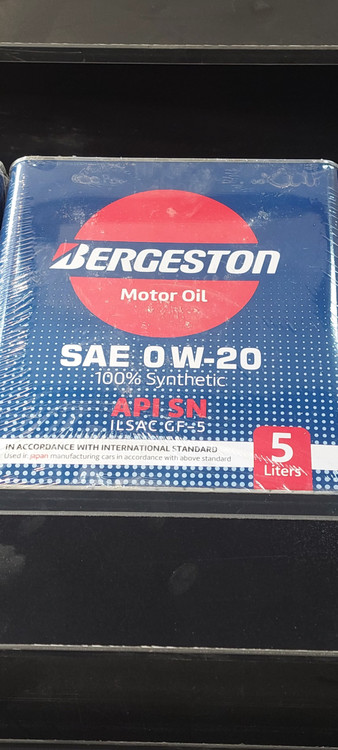 BERGESTON
Motor Oil
SAE 0W-20
100% Synthetic
API SN
ILSAC GF-5
IN ACCORDANCE WITH INTERNATIONAL STANDARD
Used in japan manufacturing cars in accordance with above standard
5
Liters